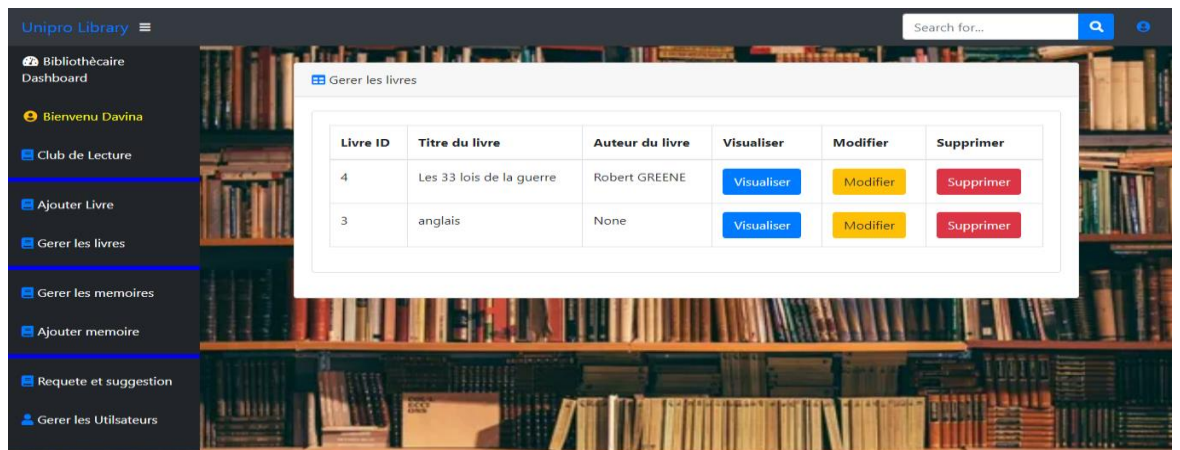 Unipro Library
Search for...
Bibliothècaire
Dashboard
Bienvenu Davina
Club de Lecture
Ajouter Livre
Gerer les livres
Gerer les memoires
Ajouter memoire
Requete et suggestion
Gerer les Utilsateurs
Gerer les livres
Livre ID Titre du livre Auteur du livre Visualiser Modifier Supprimer
4 Les 33 lois de la guerre Robert GREENE Visualiser Modifier Supprimer
3 anglais None Visualiser Modifier Supprimer